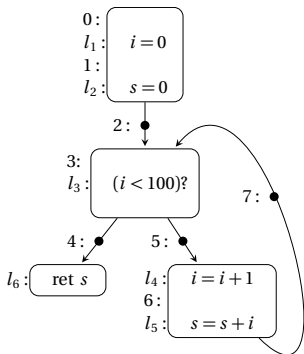 0:
l₁: i = 0
1:
l₂: s = 0
2:
3:
l₃: (i < 100)?
7:
4: 5:
l₆: ret s
l₄: i = i + 1
6:
l₅: s = s + i